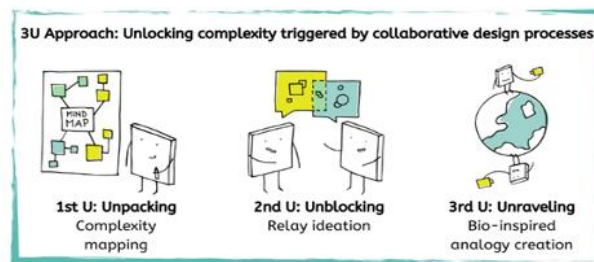 3U Approach: Unlocking complexity triggered by collaborative design processes
MIND
MAP
1st U: Unpacking
Complexity
mapping
2nd U: Unblocking
Relay ideation
3rd U: Unraveling
Bio-inspired
analogy creation